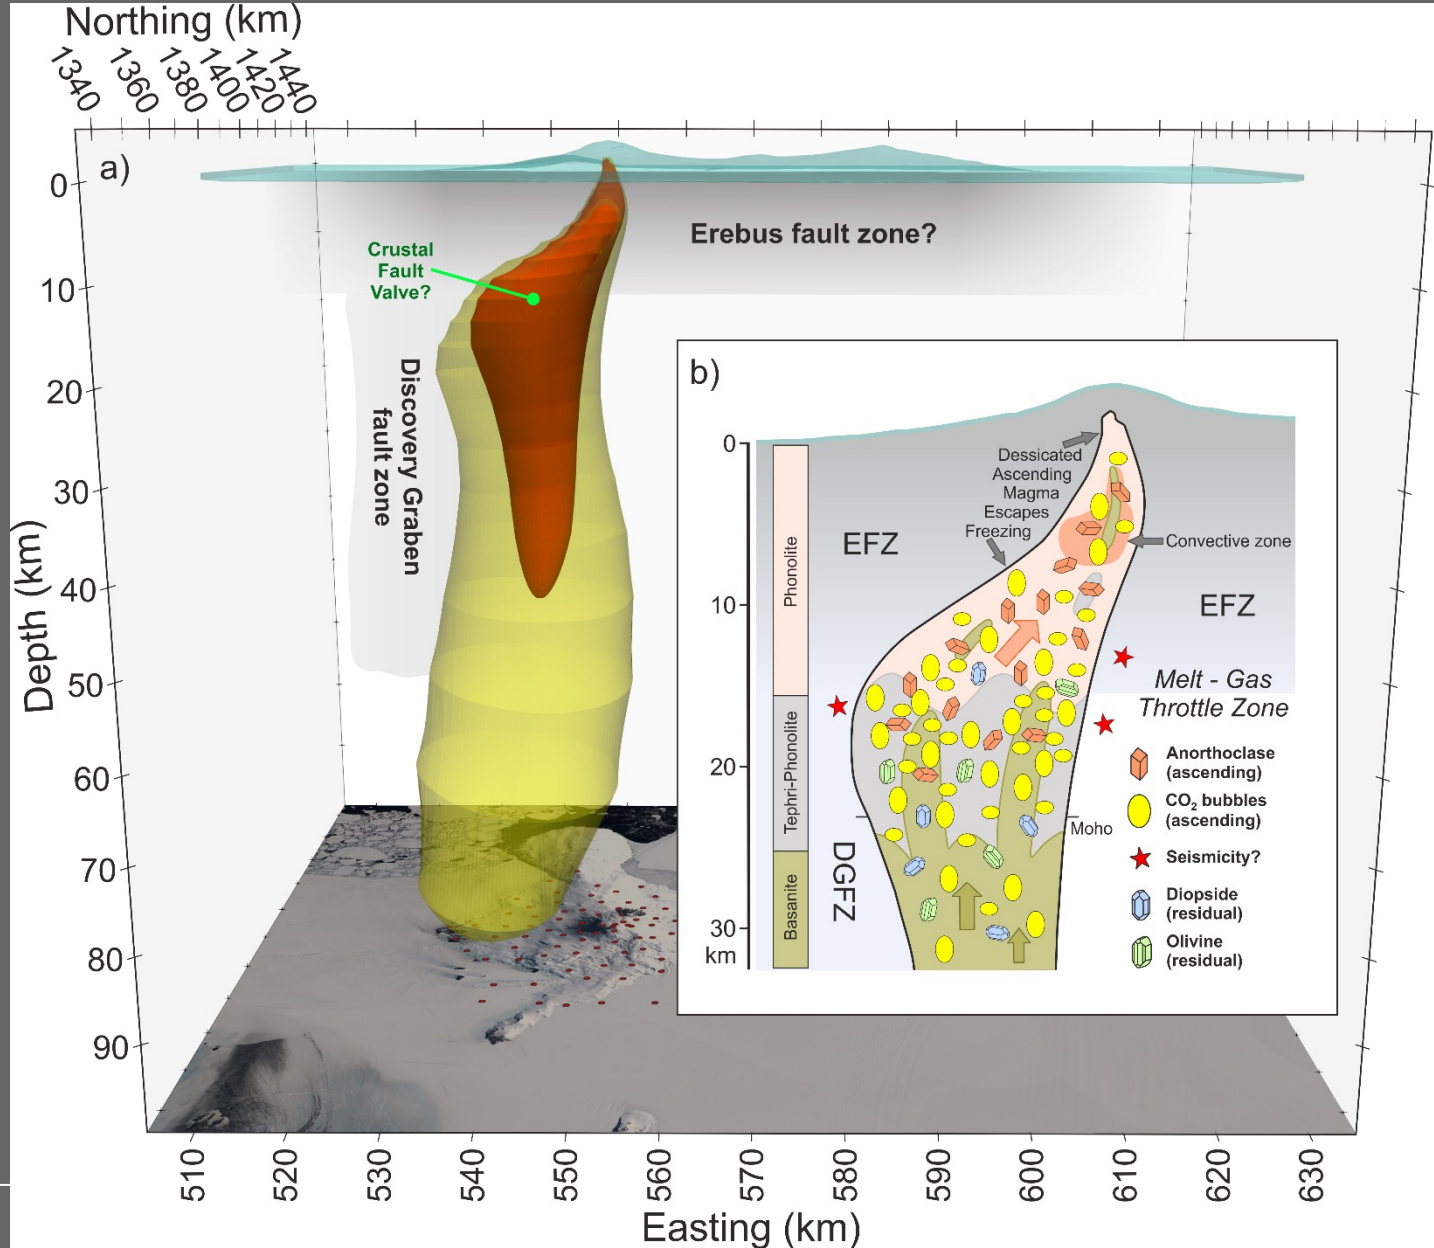 Northing (km)
1340
1360
1380
1400
1420
1440
a)
0
10
20
30
40
50
60
70
80
90
Depth (km)
Erebus fault zone?
Crustal
Fault
Valve?
Discovery Graben
fault zone
510
520
530
540
550
560
570
580
590
600
610
620
630
Easting (km)
b)
0
10
20
30
km
Phonolite
Tephri-Phonolite
Basanite
Dessicated
Ascending
Magma
Escapes
Freezing
EFZ
Convective zone
EFZ
Melt - Gas
Throttle Zone
DGFZ
Moho
Anorthoclase
(ascending)
CO₂ bubbles
(ascending)
Seismicity?
Diopside
(residual)
Olivine
(residual)